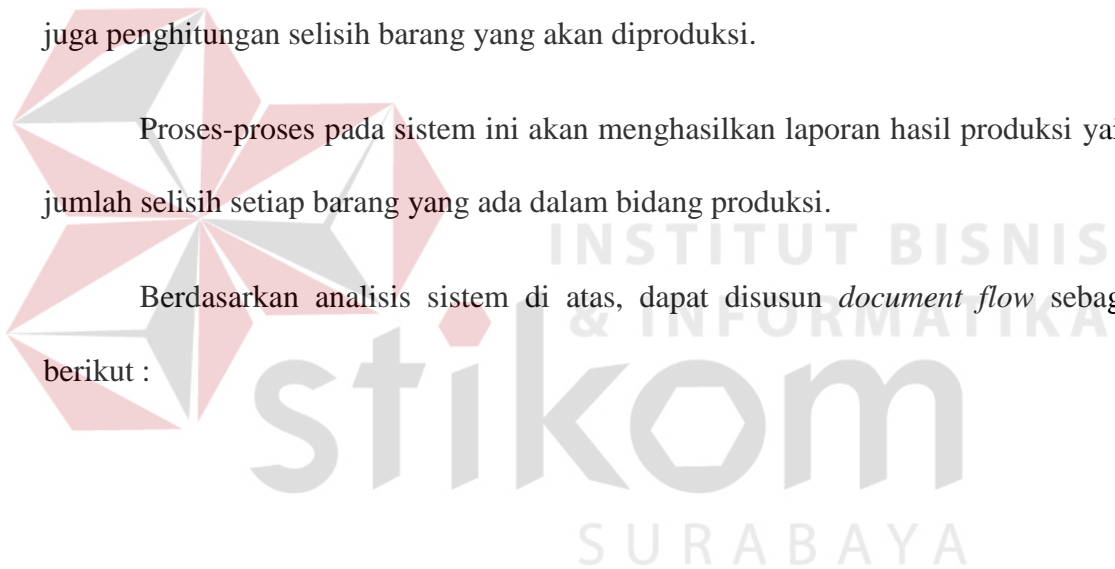 juga penghitungan selisih barang yang akan diproduksi.
Proses-proses pada sistem ini akan menghasilkan laporan hasil produksi yai
jumlah selisih setiap barang yang ada dalam bidang produksi.
INSTITUT BISNIS
Berdasarkan analisis sistem di atas, dapat disusun document flow sebag
& INFORMATIKA
berikut :
stikom
SURABAYA